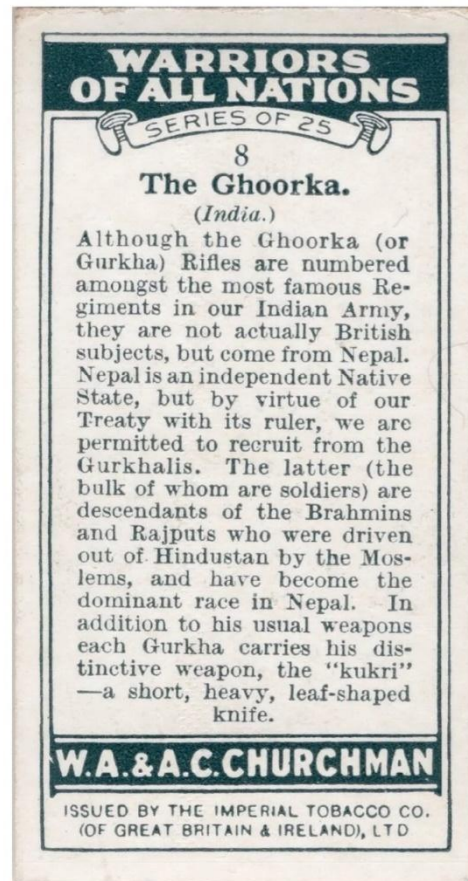 WARRIORS
OF ALL NATIONS
SERIES OF 25
8
The Ghoorka.
(India.)
Although the Ghoorka (or
Gurkha) Rifles are numbered
amongst the most famous Re-
giments in our Indian Army,
they are not actually British
subjects, but come from Nepal.
Nepal is an independent Native
State, but by virtue of our
Treaty with its ruler, we are
permitted to recruit from the
Gurkhalis. The latter (the
bulk of whom are soldiers) are
descendants of the Brahmins
and Rajputs who were driven
out of Hindustan by the Mos-
lems, and have become the
dominant race in Nepal. In
addition to his usual weapons
each Gurkha carries his dis-
tinctive weapon, the "kukri"
—a short, heavy, leaf-shaped
knife.
W.A. & A.C. CHURCHMAN
ISSUED BY THE IMPERIAL TOBACCO CO.
(OF GREAT BRITAIN & IRELAND), LTD